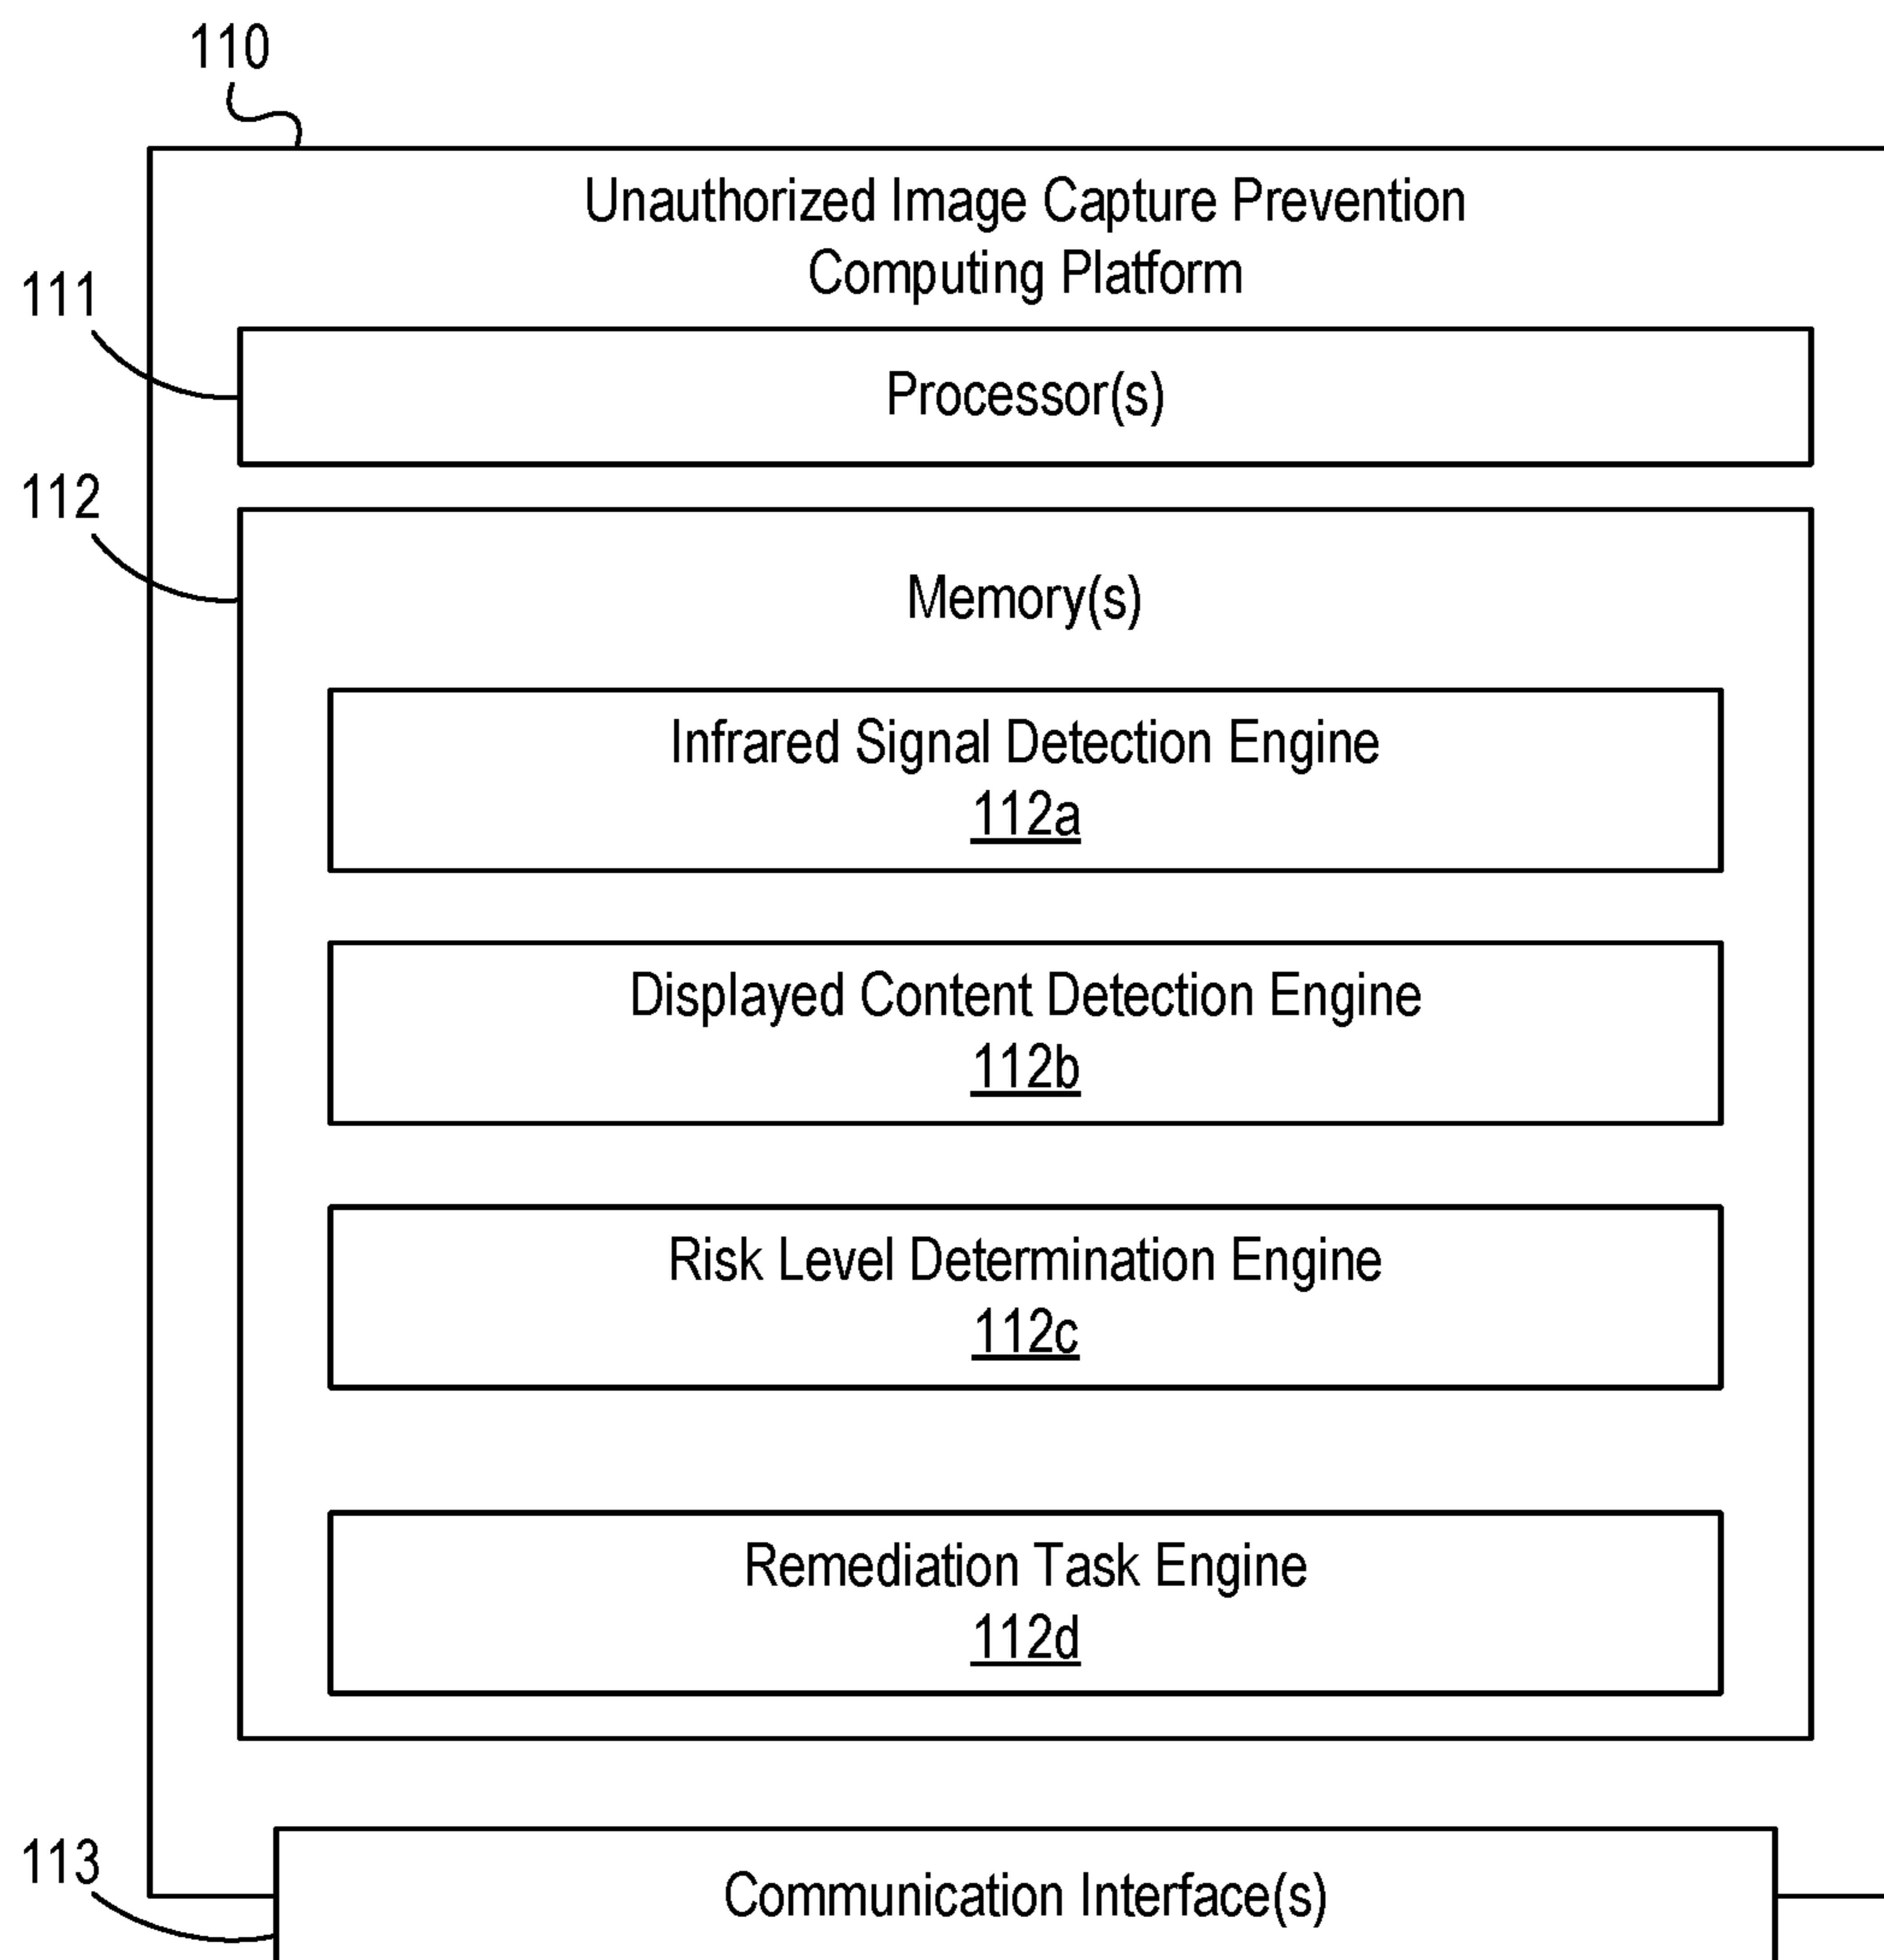 110
Unauthorized Image Capture Prevention
Computing Platform
111
Processor(s)
112
Memory(s)
Infrared Signal Detection Engine
112a
Displayed Content Detection Engine
112b
Risk Level Determination Engine
112c
Remediation Task Engine
112d
113
Communication Interface(s)